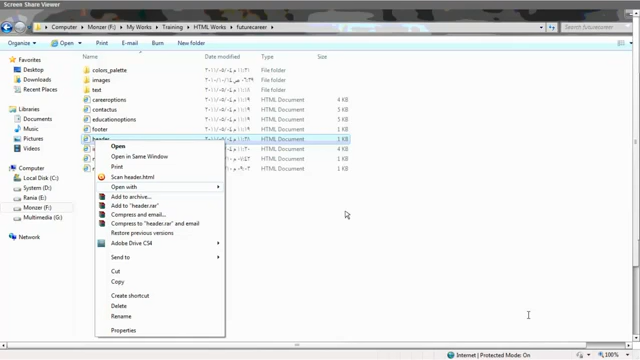 Screen Share Viewer
Computer Monzer (F:) My Works Training HTML Works futurecareer
Organize Open Print E-mail Burn New folder
Name Date modified Type Size
Favorites
Desktop
Downloads
Recent Places
Libraries
Documents
Music
Pictures
Videos
Computer
Local Disk (C:)
System (D:)
Rania (E:)
Monzer (F:)
Multimedia (G:)
Network
colors_palette File folder
images File folder
text File folder
careeroptions HTML Document 4 KB
contactus HTML Document 3 KB
educationoptions HTML Document 3 KB
footer HTML Document 1 KB
header HTML Document 1 KB
HTML Document 4 KB
HTML Document 1 KB
HTML Document 1 KB
Open
Open in Same Window
Print
Scan header.html
Open with
Add to archive...
Add to "header.rar"
Compress and email...
Compress to "header.rar" and email
Restore previous versions
Adobe Drive CS4
Send to
Cut
Copy
Create shortcut
Delete
Rename
Properties
Internet | Protected Mode: On 100%